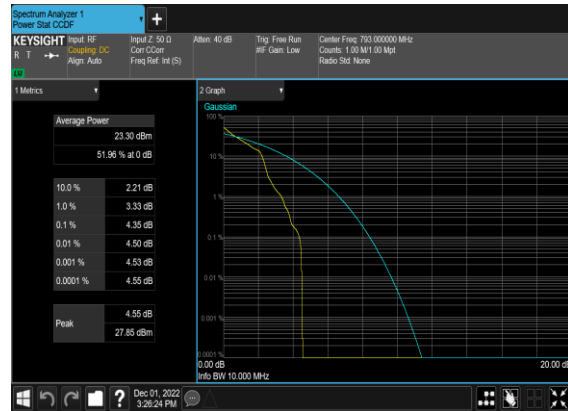 Spectrum Analyzer 1
Power Stat CCDF
+
KEYSIGHT
R T
LXI
Input: RF
Coupling: DC
Align: Auto
Input Z: 50 Ω
Corr CCorr
Freq Ref: Int (S)
Atten: 40 dB
Trig: Free Run
#IF Gain: Low
Center Freq: 793.000000 MHz
Counts: 1.00 M/1.00 Mpt
Radio Std: None
1 Metrics
Average Power
23.30 dBm
51.96 % at 0 dB
10.0 % 2.21 dB
1.0 % 3.33 dB
0.1 % 4.35 dB
0.01 % 4.50 dB
0.001 % 4.53 dB
0.0001 % 4.55 dB
Peak 4.55 dB
27.85 dBm
2 Graph
Gaussian
100 %
10 %
1 %
0.1 %
0.01 %
0.001 %
0.0001 %
0.00 dB 20.00 dB
Info BW 10.000 MHz
?
Dec 01, 2022
3:26:24 PM